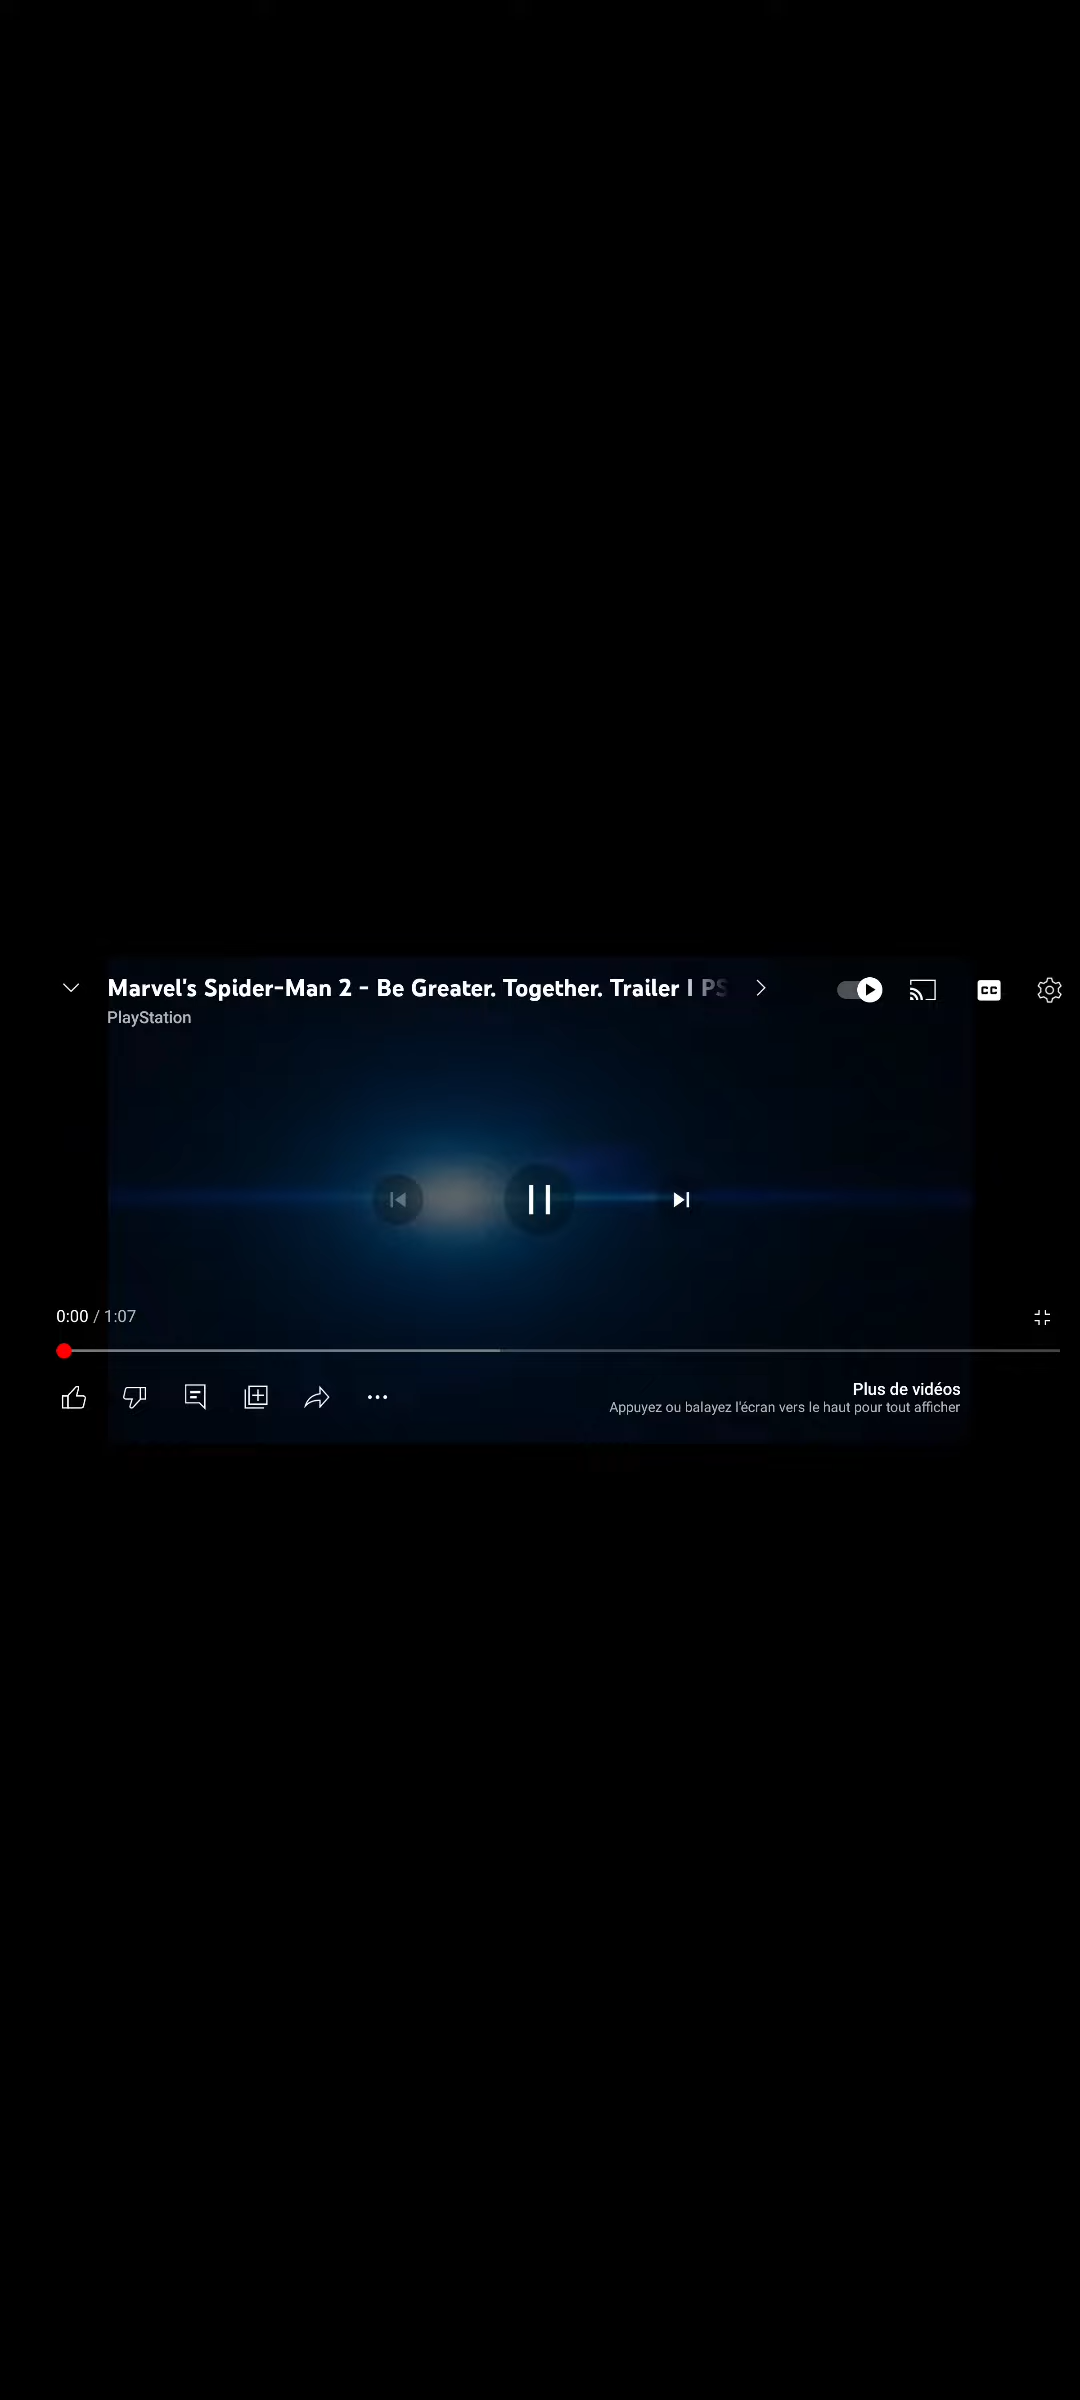 Marvel's Spider-Man 2 - Be Greater. Together. Trailer I PS
PlayStation
CC
0:00 / 1:07
Plus de vidéos
Appuyez ou balayez l'écran vers le haut pour tout afficher